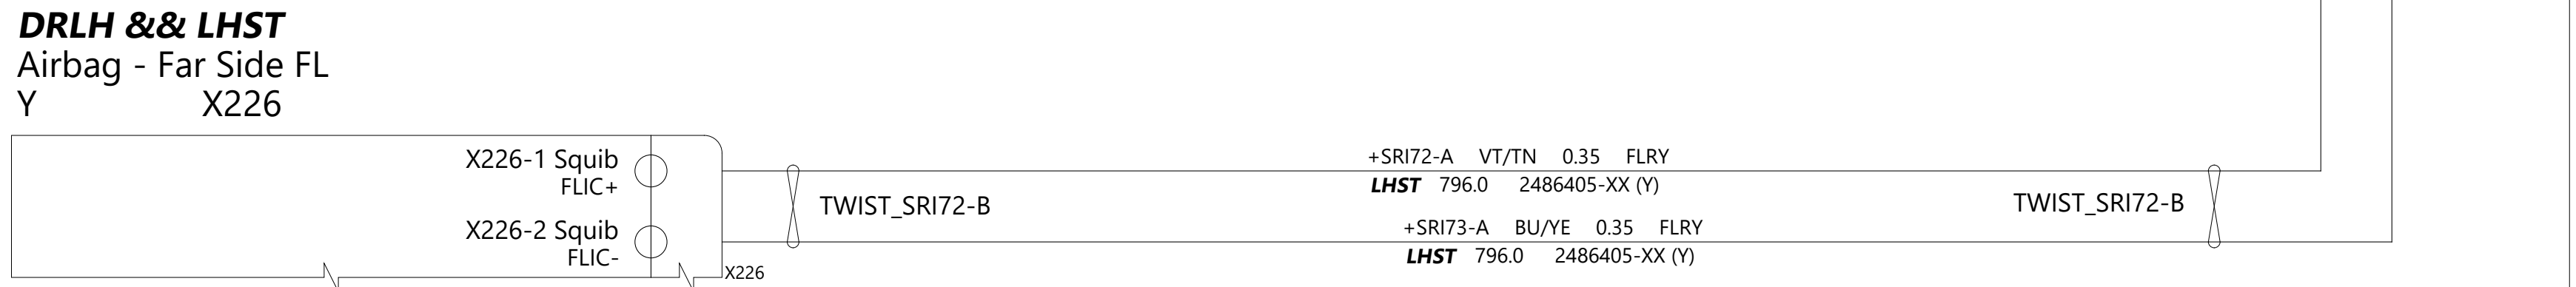 DRLH && LHST
Airbag - Far Side FL
Y X226
X226-1 Squib
FLIC+
X226-2 Squib
FLIC-
X226
TWIST_SRI72-B
+SRI72-A VT/TN 0.35 FLRY
LHST 796.0 2486405-XX (Y)
+SRI73-A BU/YE 0.35 FLRY
LHST 796.0 2486405-XX (Y)
TWIST_SRI72-B